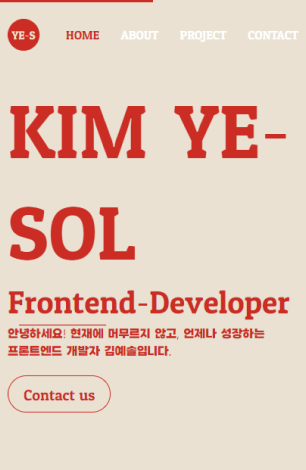 YE-S HOME ABOUT PROJECT CONTACT
KIM YE-
SOL
Frontend-Developer
안녕하세요! 현재에 머무르지 않고, 언제나 성장하는
프론트엔드 개발자 김예솔입니다.
Contact us